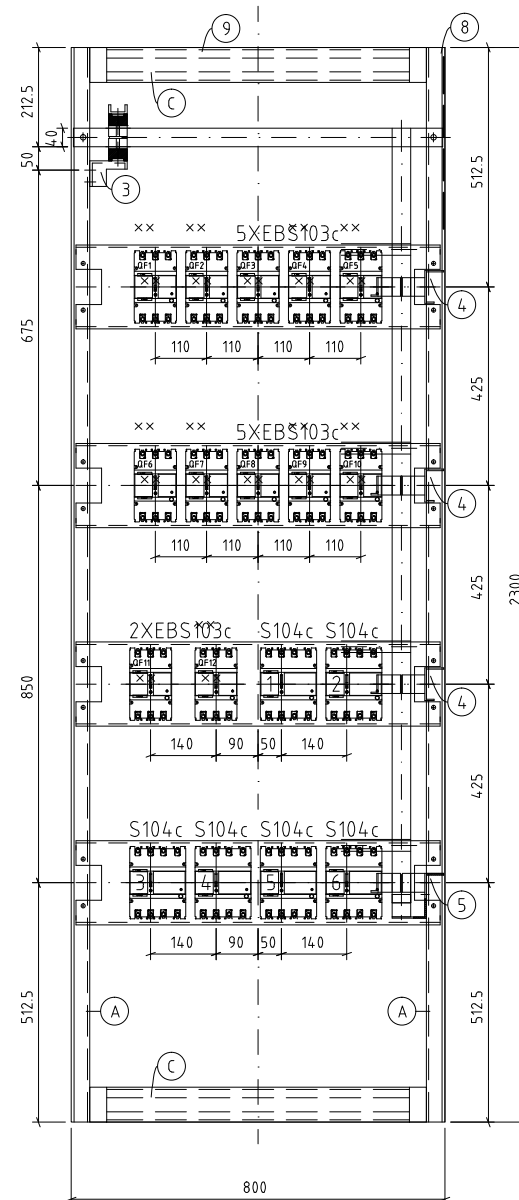 9
8
C
212.5
40
50
3
512.5
×× ×× ×× ××
5XEBS103c
QF1 QF2 QF3 QF4 QF5
4
110 110 110 110
675
425
×× ×× ×× ××
5XEBS103c
QF6 QF7 QF8 QF9 QF10
4
110 110 110 110
425
2300
××
2XEBS103c S104c S104c
QF11 QF12
1 2
4
850
140 90 50 140
425
S104c S104c S104c S104c
3 4 5 6
5
140 90 50 140
512.5
A
A
512.5
C
800